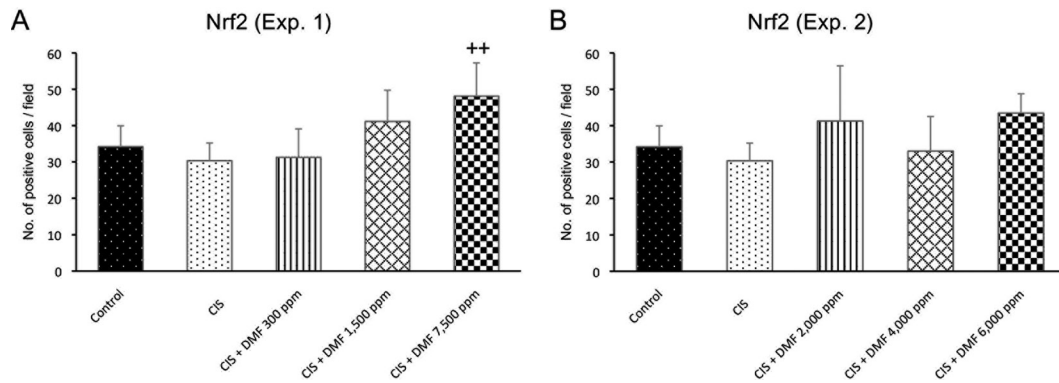 A
Nrf2 (Exp. 1)
No. of positive cells / field
60
50
40
30
20
10
0
++
Control
CIS
CIS + DMF 300 ppm
CIS + DMF 1,500 ppm
CIS + DMF 7,500 ppm
B
Nrf2 (Exp. 2)
No. of positive cells / field
60
50
40
30
20
10
0
Control
CIS
CIS + DMF 2,000 ppm
CIS + DMF 4,000 ppm
CIS + DMF 6,000 ppm